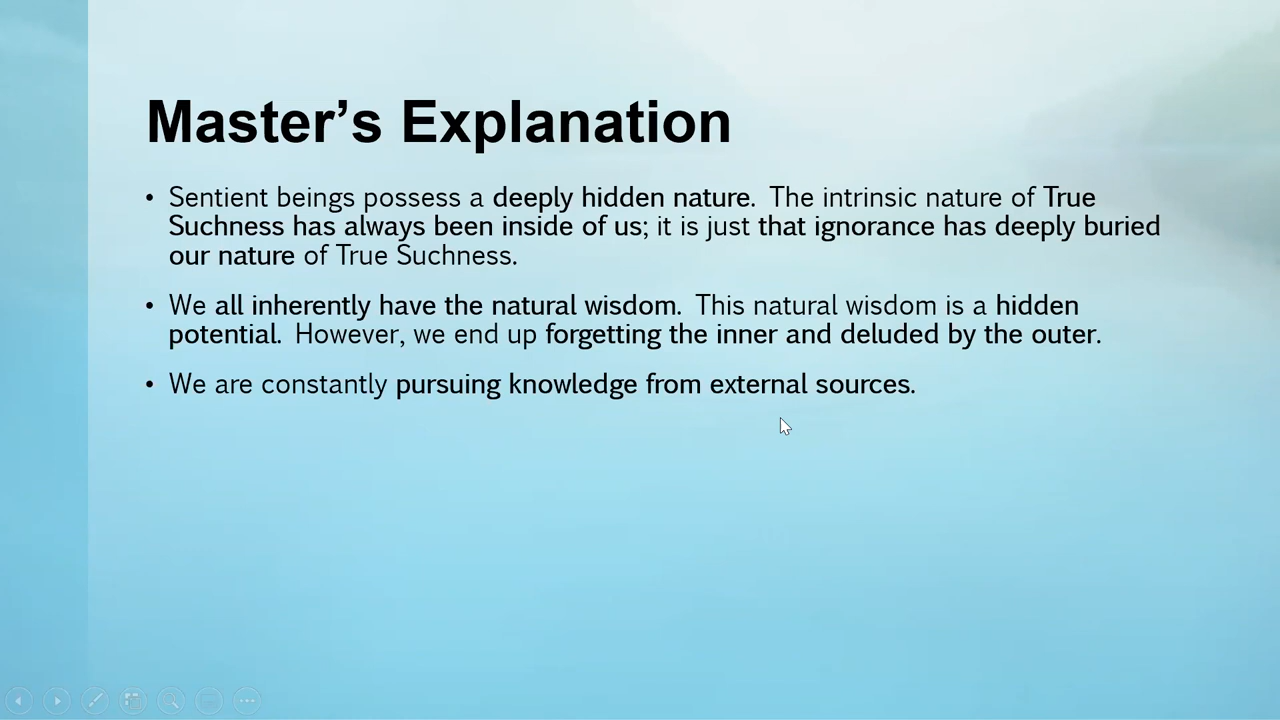 Master’s Explanation
• Sentient beings possess a deeply hidden nature.  The intrinsic nature of True
Suchness has always been inside of us; it is just that ignorance has deeply buried
our nature of True Suchness.
• We all inherently have the natural wisdom.  This natural wisdom is a hidden
potential.  However, we end up forgetting the inner and deluded by the outer.
• We are constantly pursuing knowledge from external sources.